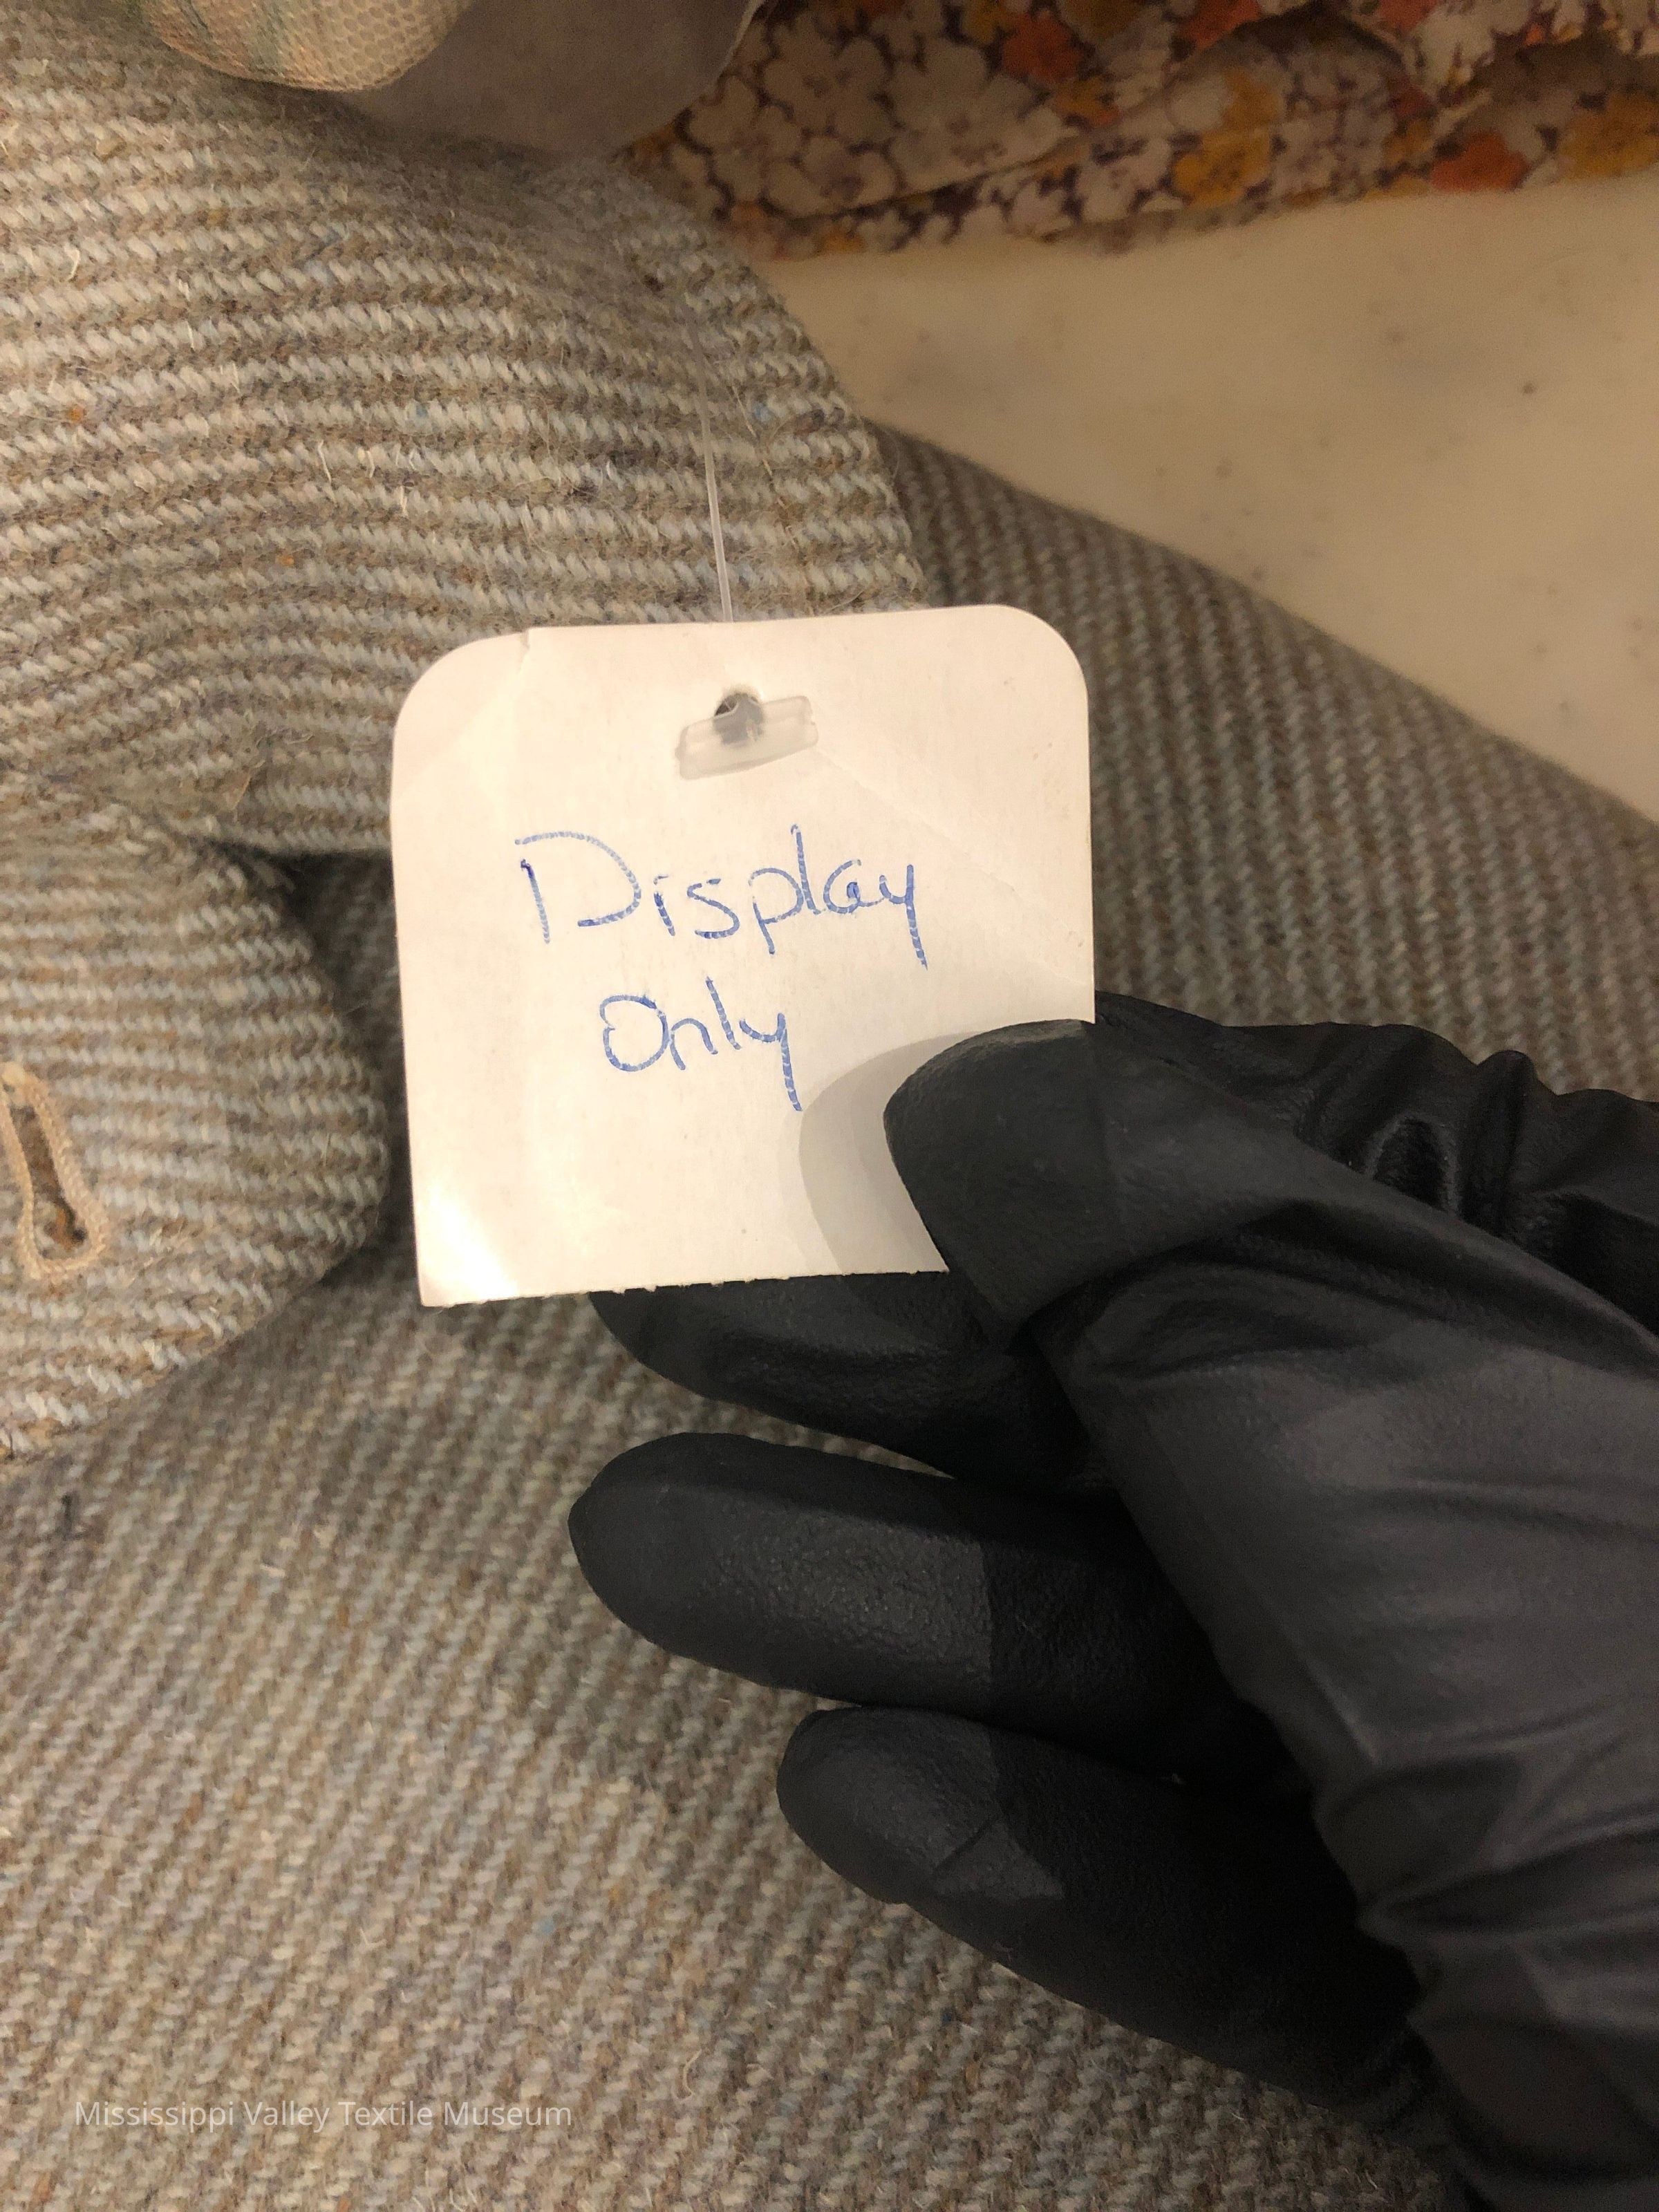 Display
Only
Mississippi Valley Textile Museum